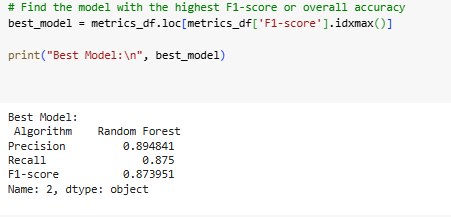 # Find the model with the highest F1-score or overall accuracy
best_model = metrics_df.loc[metrics_df['F1-score'].idxmax()]
print("Best Model:\n", best_model)
Best Model:
Algorithm    Random Forest
Precision         0.894841
Recall               0.875
F1-score          0.873951
Name: 2, dtype: object